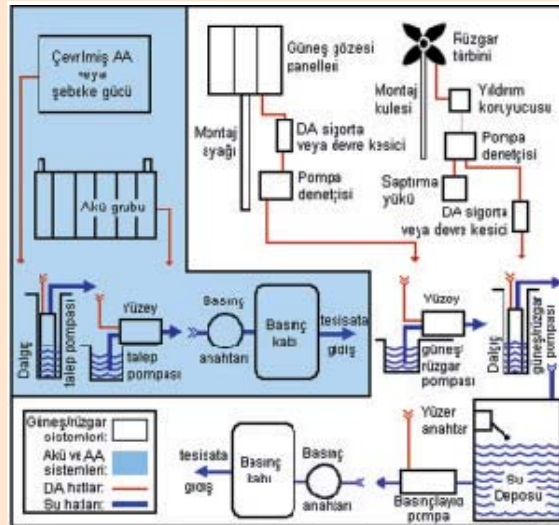 Çevrilmiş AA
veya
şebeke gücü
Akü grubu
Güneş gözesi
panelleri
Montaj
ayağı
DA sigorta
veya devre kesici
Pompa
denetçisi
Rüzgar
türbini
Montaj
kulesi
Yıldırım
koruyucusu
Pompa
denetçisi
Saptırma
yükü
DA sigorta
veya devre kesici
Dalgıç
talep pompası
Yüzey
talep
pompası
Basınç
anahtarı
Basınç
kabı
tesisata
gidiş
Yüzey
güneş/
rüzgar
pompası
Dalgıç
güneş/rüzgar
pompası
Güneş/rüzgar
sistemleri:
Akü ve AA
sistemleri:
DA hatları:
Su hatları:
tesisata
gidiş
Basınç
kabı
Basınç
anahtarı
Yüzer
anahtar
Basınçlayıcı
pompa
Su
Deposu